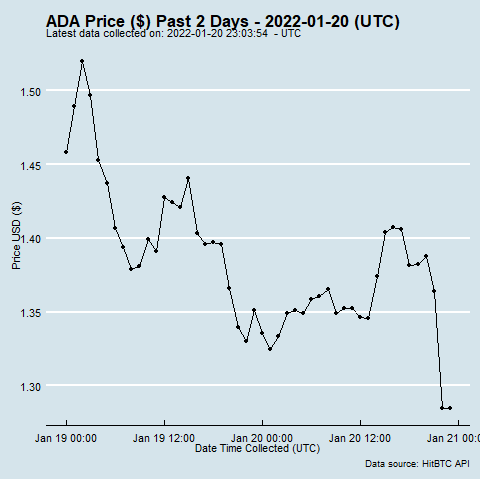 ADA Price ($) Past 2 Days - 2022-01-20 (UTC)
Latest data collected on: 2022-01-20 23:03:54 - UTC
Price USD ($)
1.50
1.45
1.40
1.35
1.30
Jan 19 00:00 Jan 19 12:00 Jan 20 00:00 Jan 20 12:00 Jan 21 00:0
Date Time Collected (UTC)
Data source: HitBTC API